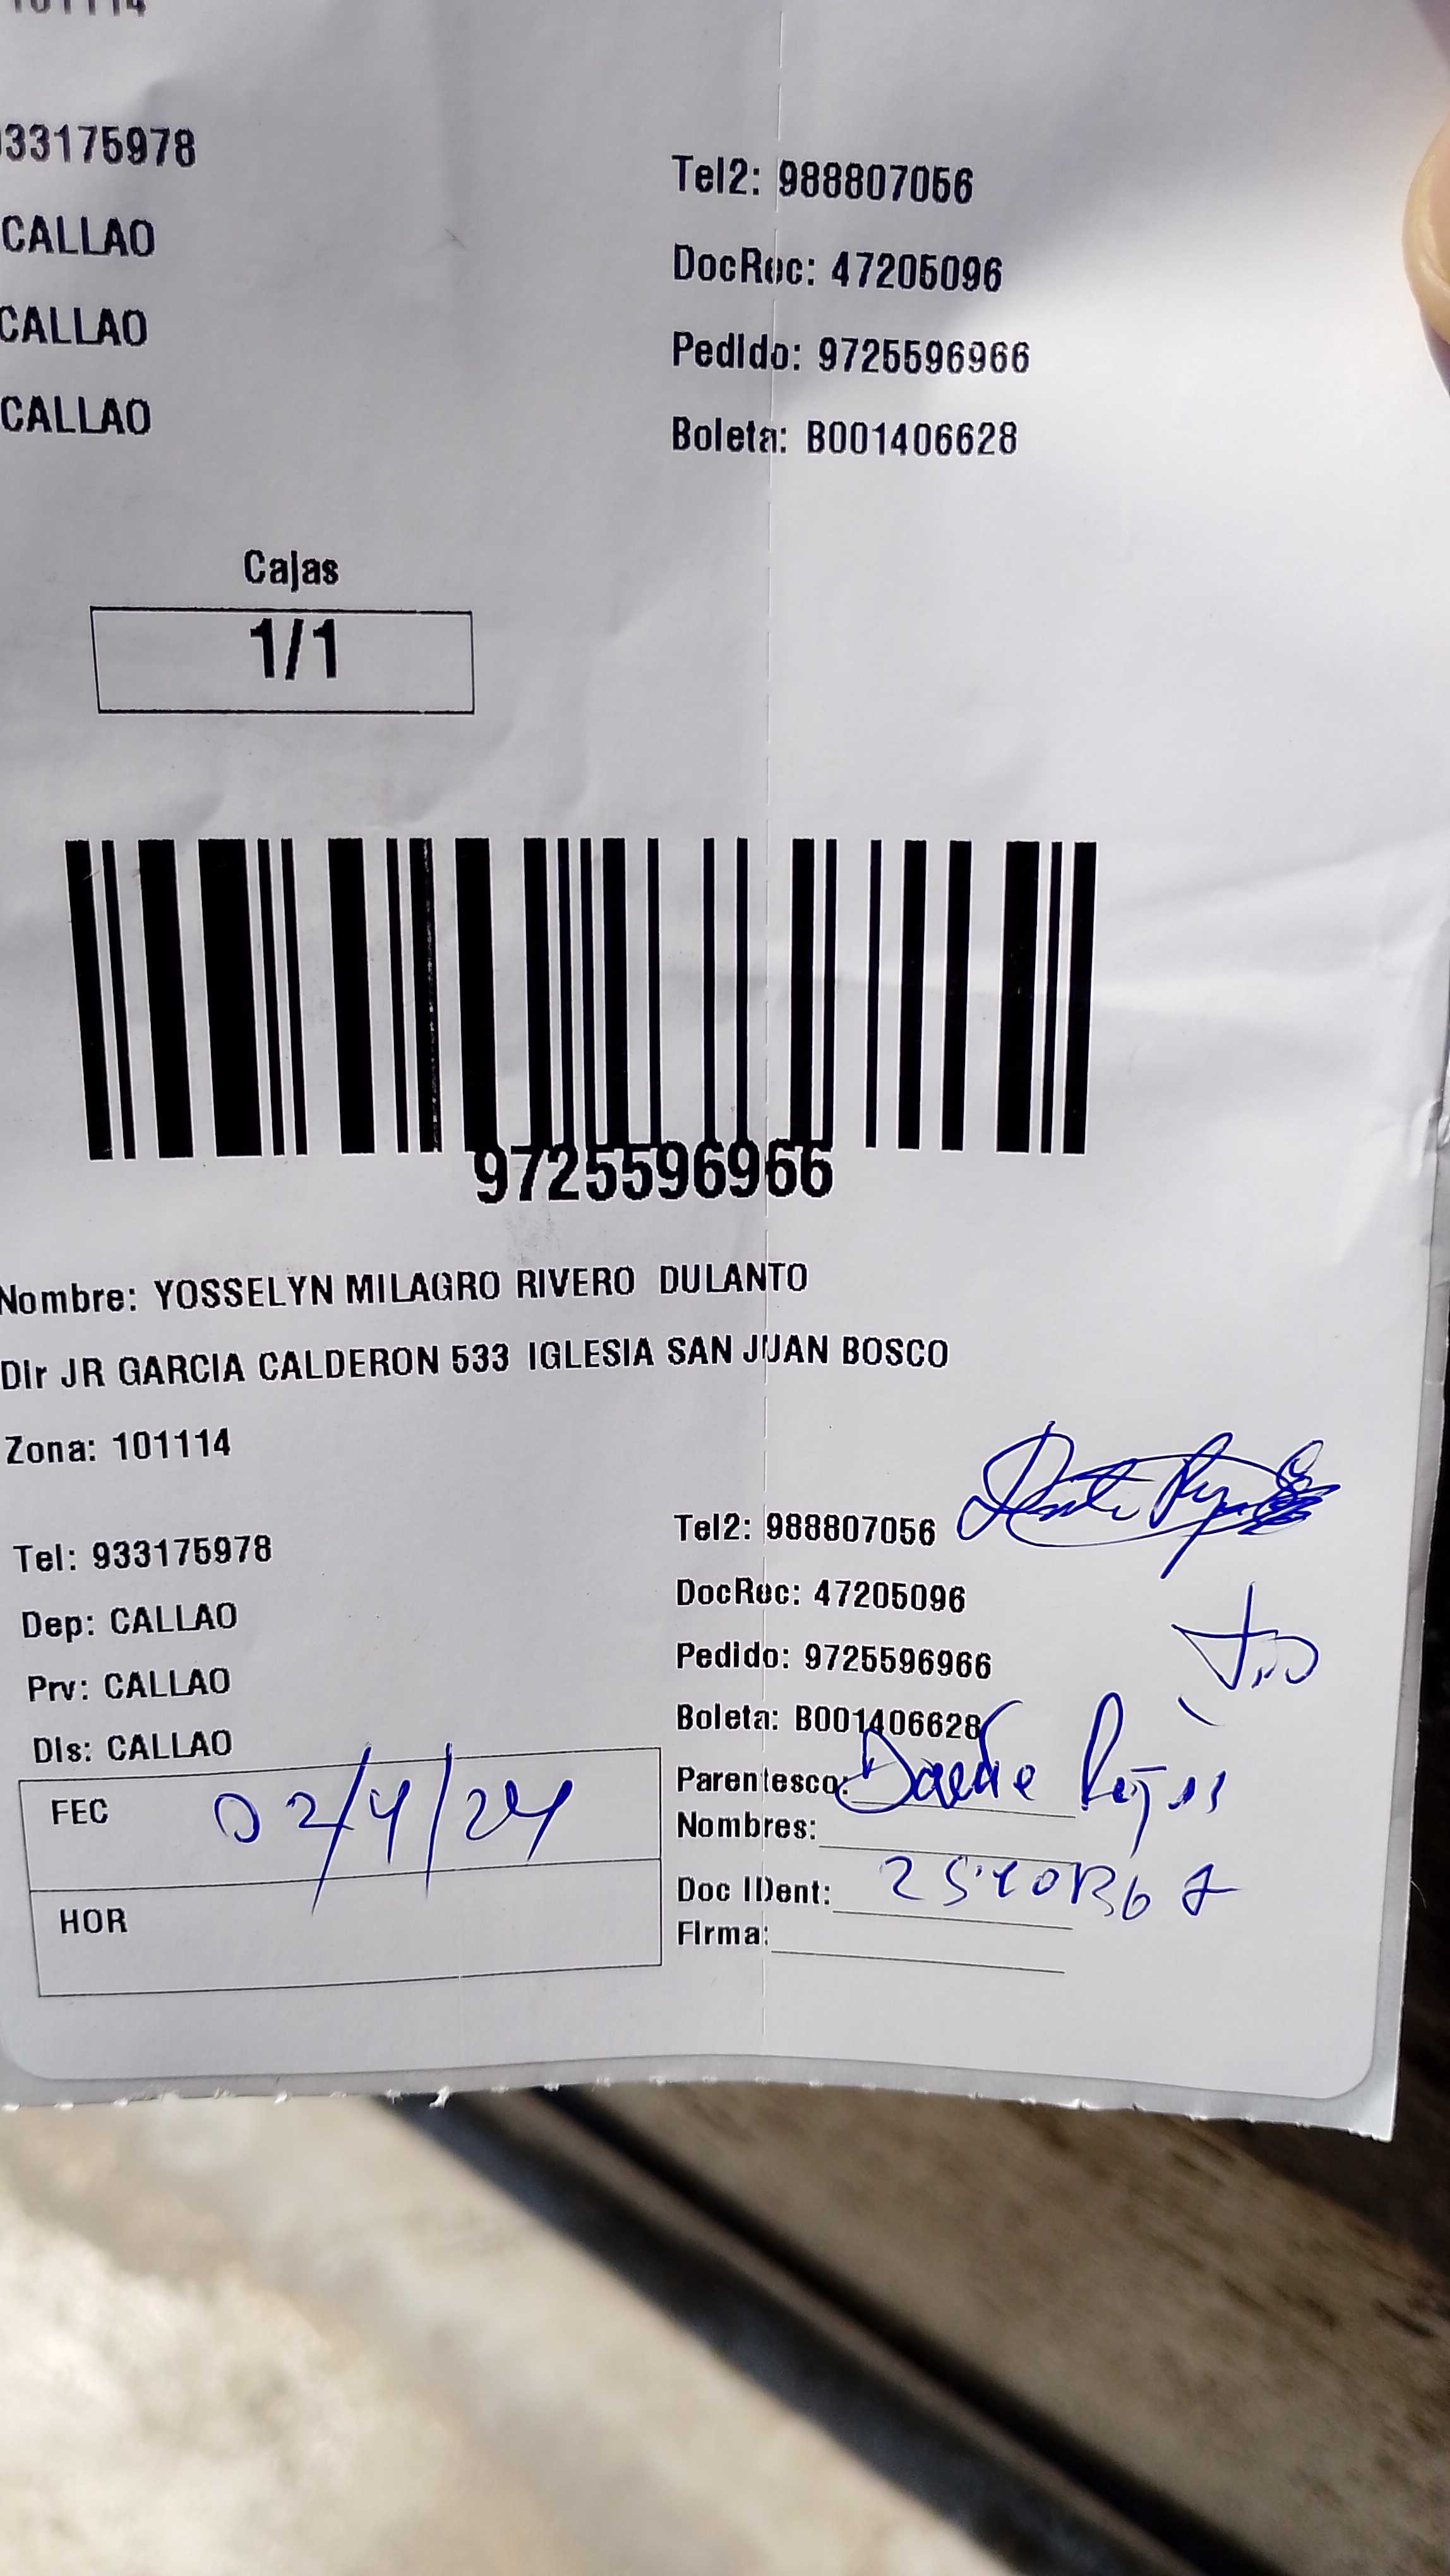 101114
933175978
Tel2: 988807056
CALLAO
DocRec: 47205096
CALLAO
Pedido: 9725596966
CALLAO
Boleta: B001406628
Cajas
1/1
9725596966
Nombre: YOSSELYN MILAGRO RIVERO DULANTO
Dir JR GARCIA CALDERON 533 IGLESIA SAN JUAN BOSCO
Zona: 101114
Tel: 933175978
Tel2: 988807056
Dep: CALLAO
DocRec: 47205096
Prv: CALLAO
Pedido: 9725596966
Dis: CALLAO
Boleta: B001406628
FEC 02/4/24
Parentesco:
Rojas
Nombres:
HOR
Doc IDent:
Firma: